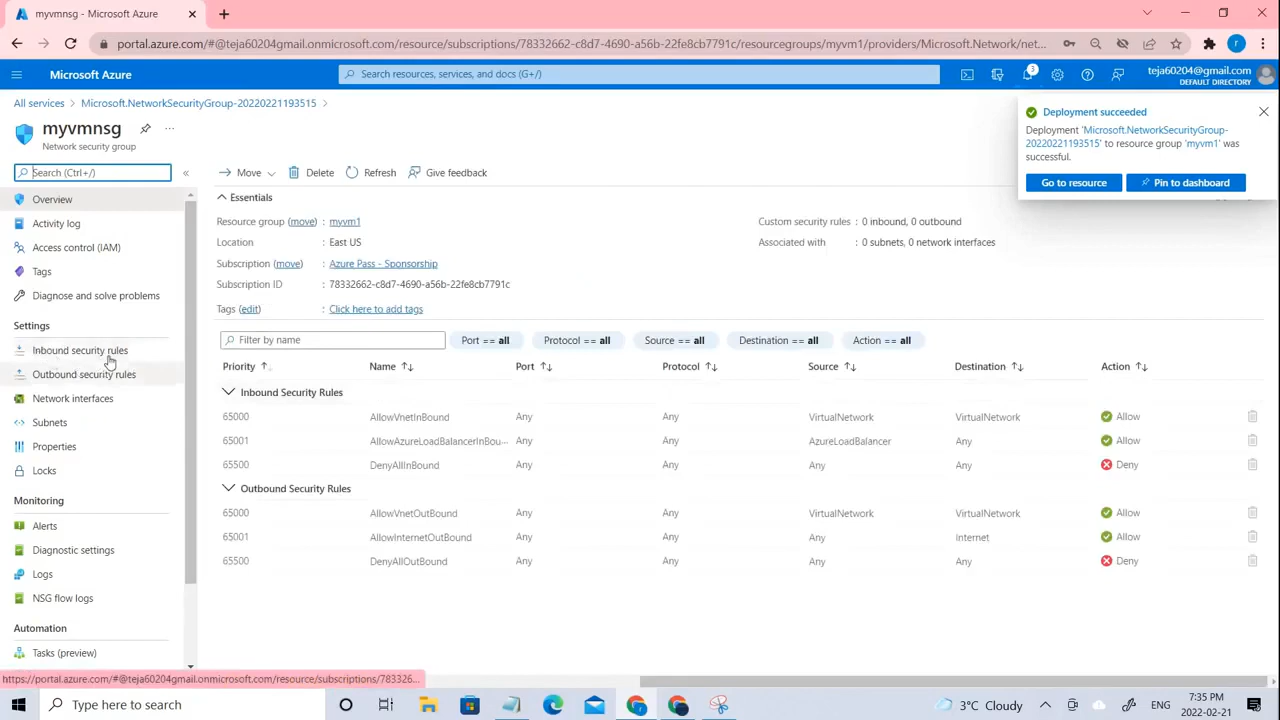 myvmnsg - Microsoft Azure
portal.azure.com/#@teja60204gmail.onmicrosoft.com/resource/subscriptions/78332662-c8d7-4690-a56b-22fe8cb7791c/resourcegroups/myvm1/providers/Microsoft.Network/net...
r
Microsoft Azure
Search resources, services, and docs (G+/)
3
teja60204@gmail.com
DEFAULT DIRECTORY
All services > Microsoft.NetworkSecurityGroup-20220221193515 >
myvmnsg
...
Network security group
Search (Ctrl+/)
«
Overview
Activity log
Access control (IAM)
Tags
Diagnose and solve problems
Settings
Inbound security rules
Outbound security rules
Network interfaces
Subnets
Properties
Locks
Monitoring
Alerts
Diagnostic settings
Logs
NSG flow logs
Automation
Tasks (preview)
Move
Delete
Refresh
Give feedback
Essentials
Resource group (move) : myvm1
Location : East US
Subscription (move) : Azure Pass - Sponsorship
Subscription ID : 78332662-c8d7-4690-a56b-22fe8cb7791c
Tags (edit) : Click here to add tags
Custom security rules : 0 inbound, 0 outbound
Associated with : 0 subnets, 0 network interfaces
Deployment succeeded
Deployment 'Microsoft.NetworkSecurityGroup-
20220221193515' to resource group 'myvm1' was
successful.
Go to resource
Pin to dashboard
Filter by name
Port == all
Protocol == all
Source == all
Destination == all
Action == all
Priority ↑ Name ↑↓ Port ↑↓ Protocol ↑↓ Source ↑↓ Destination ↑↓ Action ↑↓
Inbound Security Rules
65000 AllowVnetInBound Any Any VirtualNetwork VirtualNetwork Allow
65001 AllowAzureLoadBalancerInBou... Any Any AzureLoadBalancer Any Allow
65500 DenyAllInBound Any Any Any Any Deny
Outbound Security Rules
65000 AllowVnetOutBound Any Any VirtualNetwork VirtualNetwork Allow
65001 AllowInternetOutBound Any Any Any Internet Allow
65500 DenyAllOutBound Any Any Any Any Deny
https://portal.azure.com/#@teja60204gmail.onmicrosoft.com/resource/subscriptions/783326...
Type here to search
3°C Cloudy
ENG
7:35 PM
2022-02-21